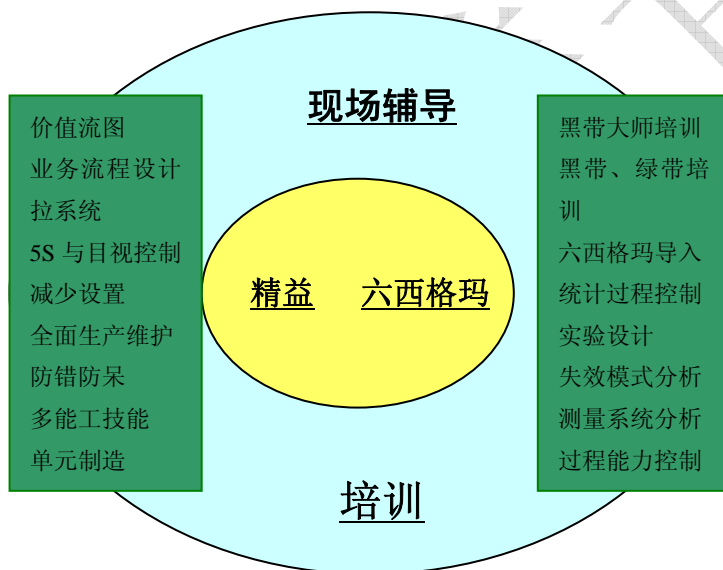 现场辅导
价值流图
业务流程设计
拉系统
5S 与目视控制
减少设置
全面生产维护
防错防呆
多能工技能
单元制造
精益 六西格玛
黑带大师培训
黑带、绿带培
训
六西格玛导入
统计过程控制
实验设计
失效模式分析
测量系统分析
过程能力控制
培训